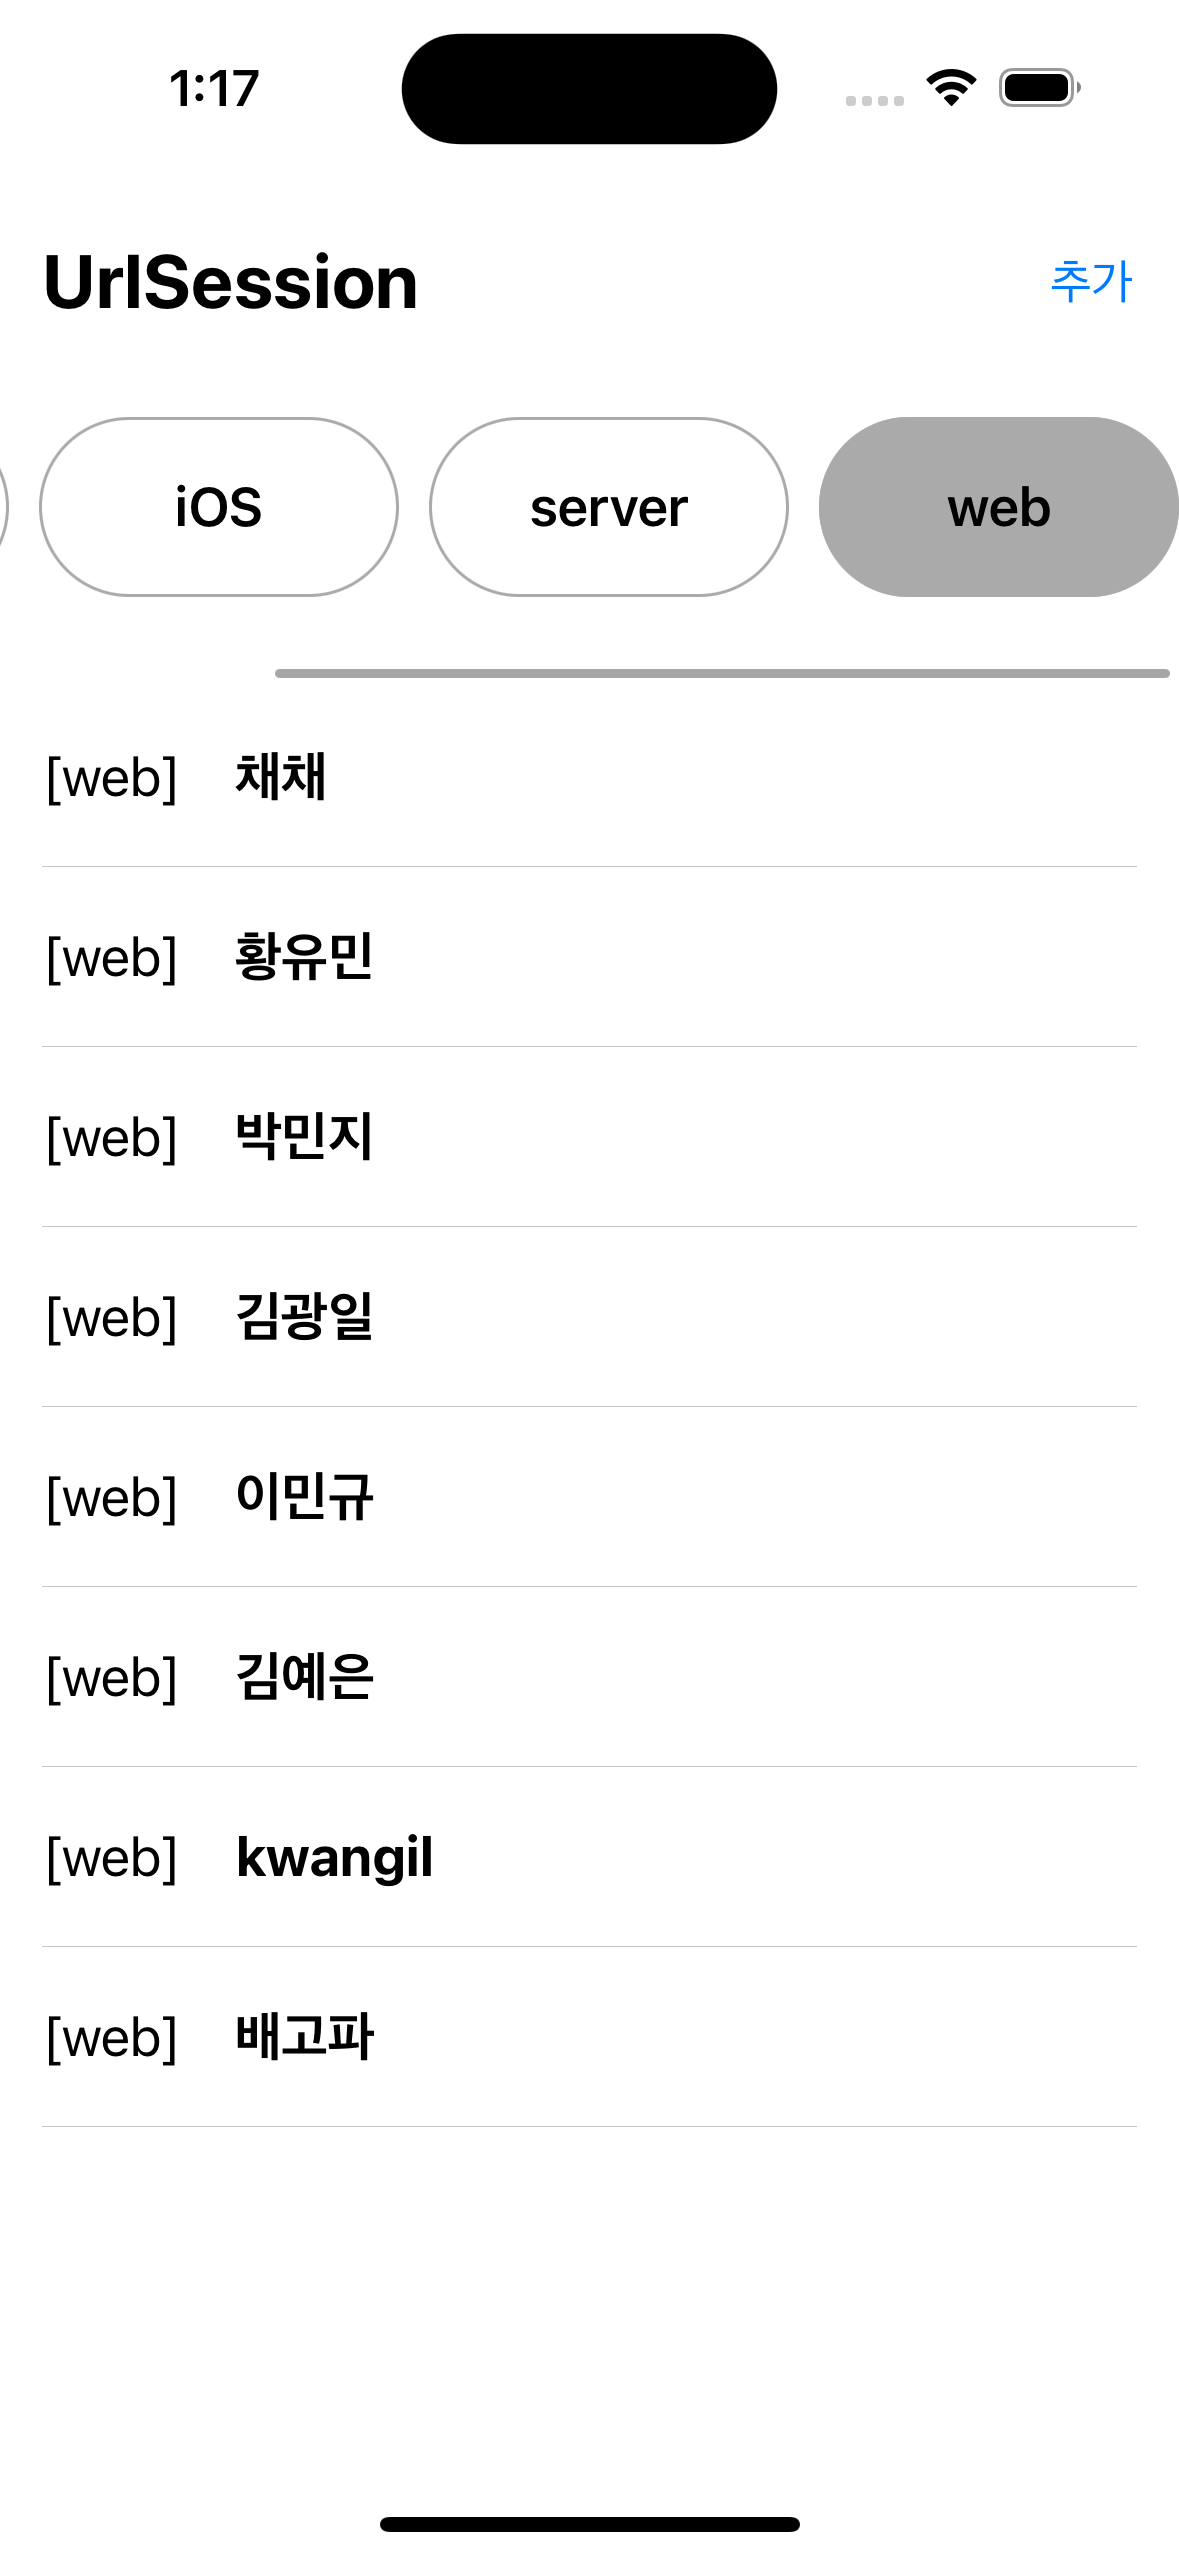 1:17
UrlSession 추가
iOS server web
[web] 채채
[web] 황유민
[web] 박민지
[web] 김광일
[web] 이민규
[web] 김예은
[web] kwangil
[web] 배고파